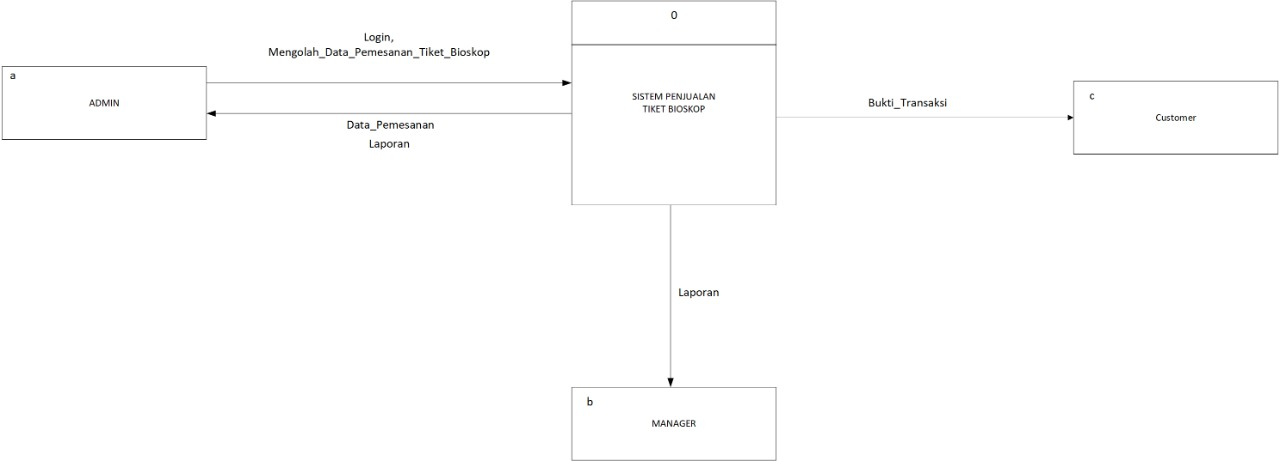 0
Login,
Mengolah_Data_Pemesanan_Tiket_Bioskop
a
ADMIN
SISTEM PENJUALAN
TIKET BIOSKOP
Bukti_Transaksi
c
Customer
Data_Pemesanan
Laporan
Laporan
b
MANAGER